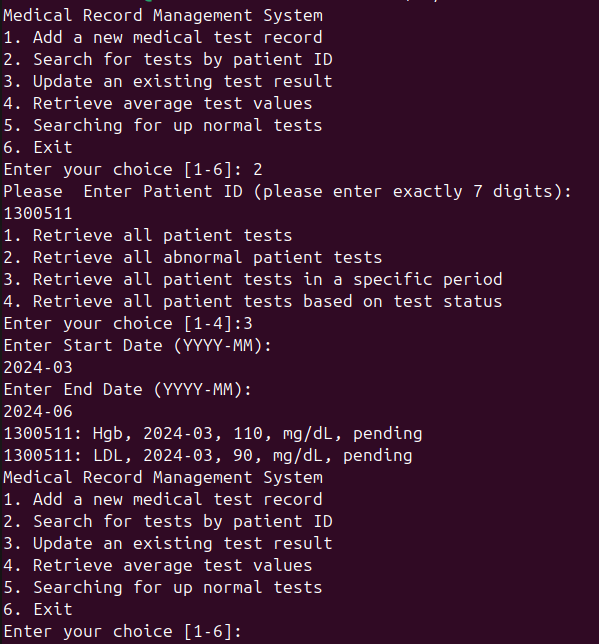 Medical Record Management System
1. Add a new medical test record
2. Search for tests by patient ID
3. Update an existing test result
4. Retrieve average test values
5. Searching for up normal tests
6. Exit
Enter your choice [1-6]: 2
Please  Enter Patient ID (please enter exactly 7 digits):
1300511
1. Retrieve all patient tests
2. Retrieve all abnormal patient tests
3. Retrieve all patient tests in a specific period
4. Retrieve all patient tests based on test status
Enter your choice [1-4]:3
Enter Start Date (YYYY-MM):
2024-03
Enter End Date (YYYY-MM):
2024-06
1300511: Hgb, 2024-03, 110, mg/dL, pending
1300511: LDL, 2024-03, 90, mg/dL, pending
Medical Record Management System
1. Add a new medical test record
2. Search for tests by patient ID
3. Update an existing test result
4. Retrieve average test values
5. Searching for up normal tests
6. Exit
Enter your choice [1-6]: